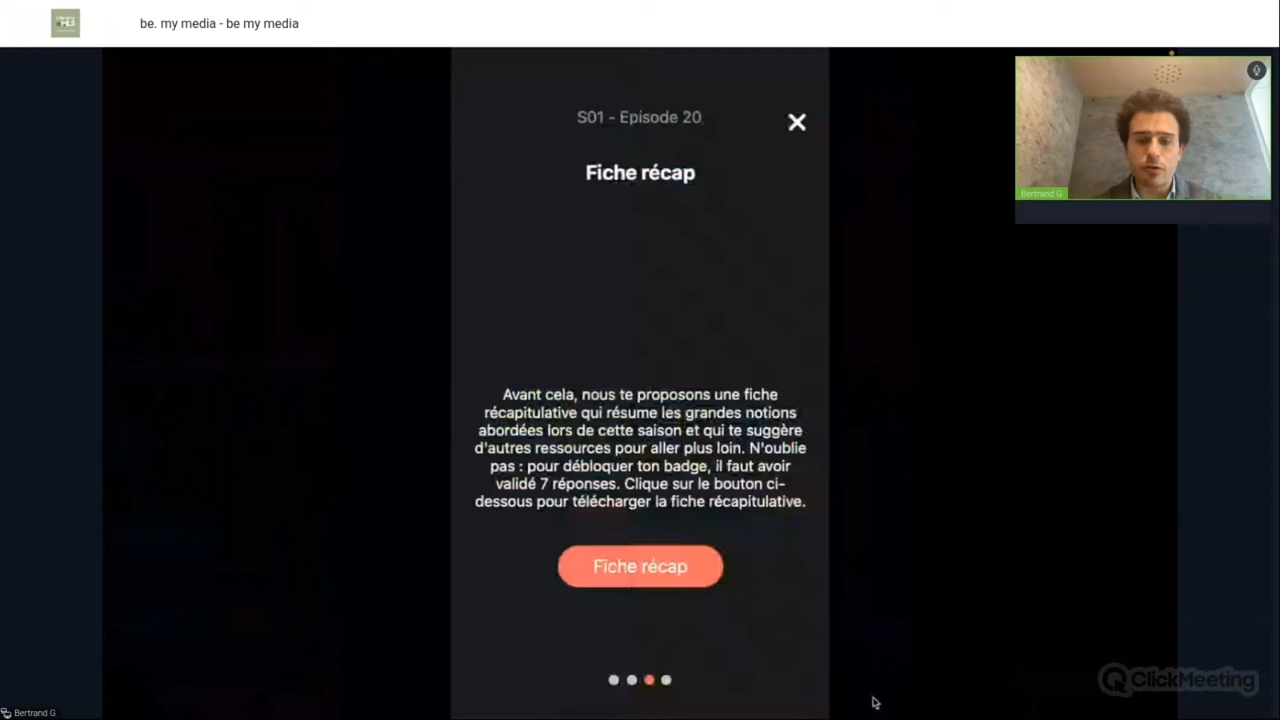 be. my media - be my media
S01 - Episode 20
Fiche récap
Avant cela, nous te proposons une fiche
récapitulative qui résume les grandes notions
abordées lors de cette saison et qui te suggère
d'autres ressources pour aller plus loin. N'oublie
pas : pour débloquer ton badge, il faut avoir
validé 7 réponses. Clique sur le bouton ci-
dessous pour télécharger la fiche récapitulative.
Fiche récap
Bertrand G
ClickMeeting
Bertrand G